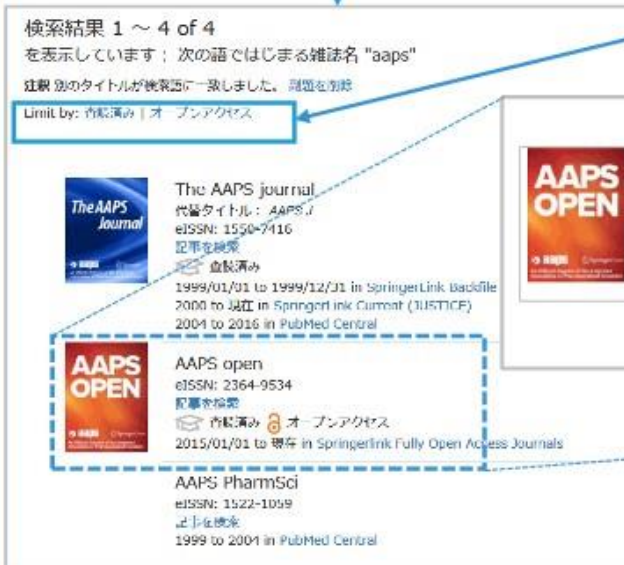 検索結果 1 ~ 4 of 4
を表示しています: 次の語ではじまる雑誌名 "aaps"
注釈 別のタイトルが検索語に一致しました。 副題を削除
Limit by: 査読済み | オープンアクセス
The AAPS Journal
The AAPS journal
代替タイトル: AAPS J
eISSN: 1550-7416
記事を検索
査読済み
1999/01/01 to 1999/12/31 in SpringerLink Backfile
2000 to 現在 in SpringerLink Current (JUSTICE)
2004 to 2016 in PubMed Central
AAPS OPEN
AAPS open
eISSN: 2364-9534
記事を検索
査読済み オープンアクセス
2015/01/01 to 現在 in Springerlink Fully Open Access Journals
AAPS PharmSci
eISSN: 1522-1059
記事を検索
1999 to 2004 in PubMed Central
AAPS
OPEN